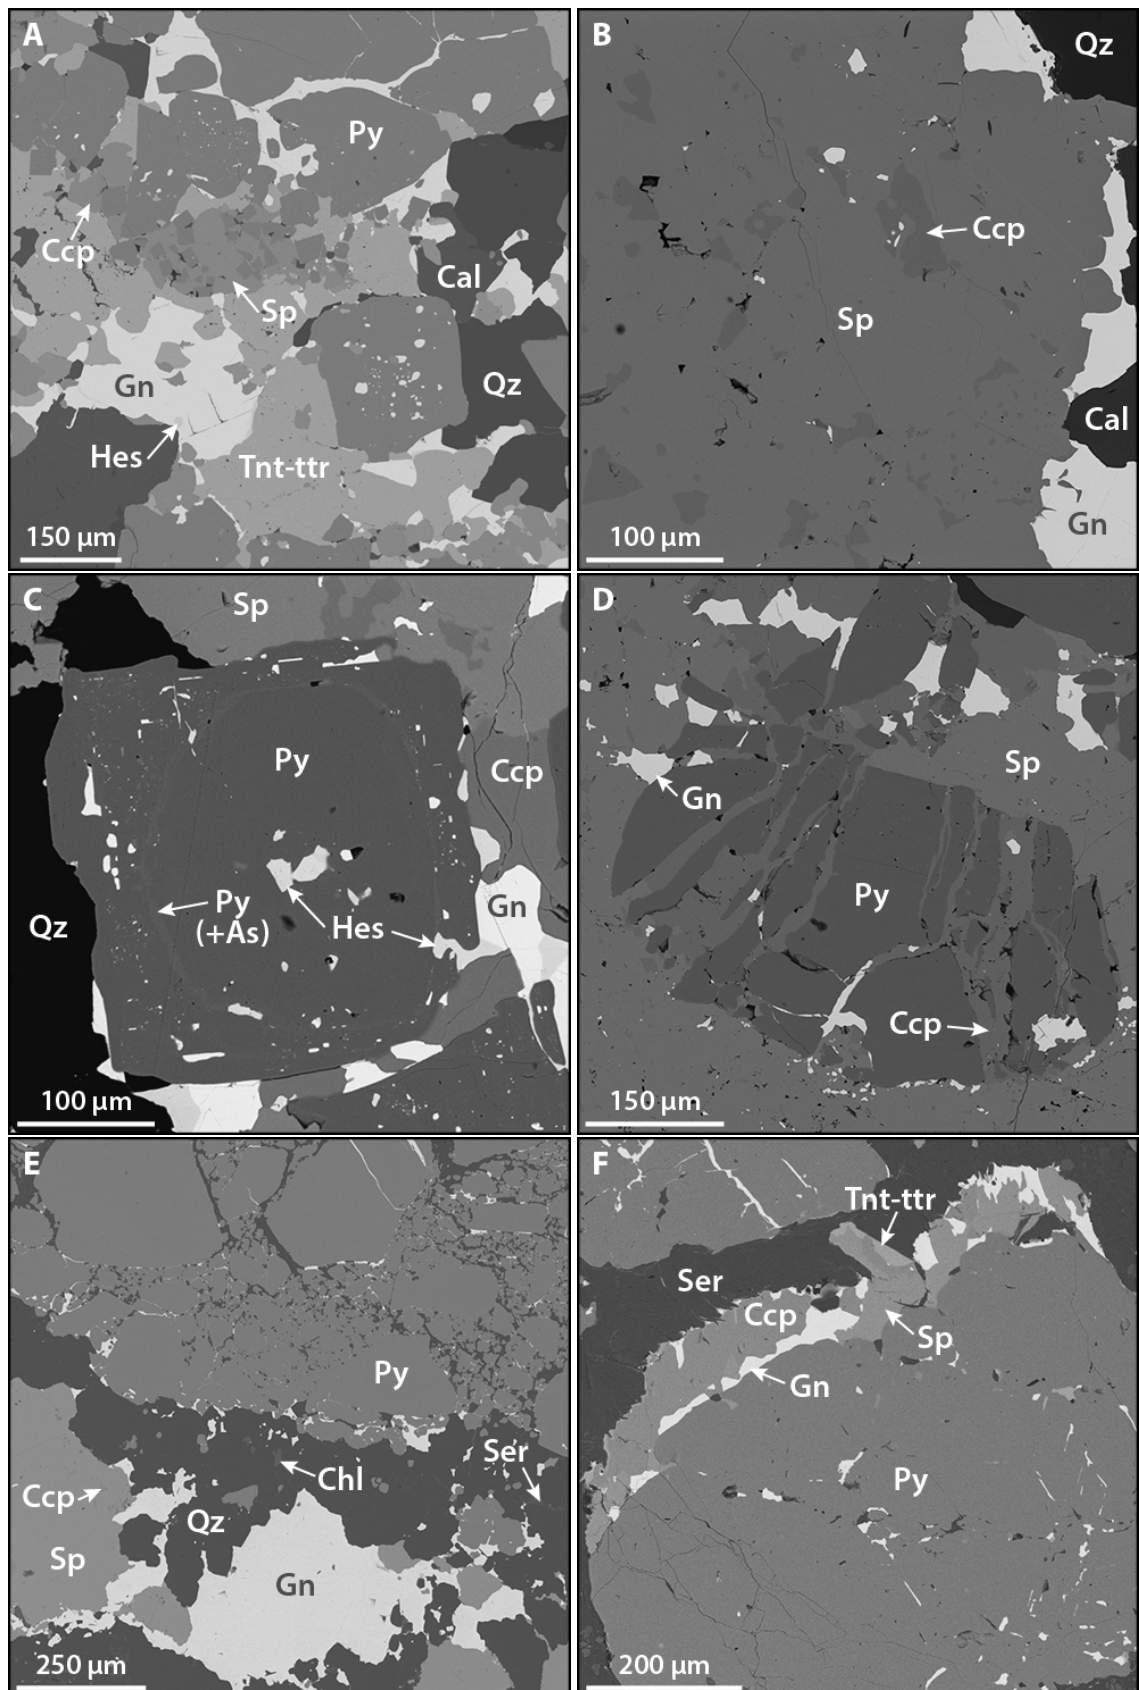 A
Py
Ccp
Cal
Sp
Gn
Qz
Hes
Tnt-ttr
150 µm
B
Qz
Ccp
Sp
Cal
Gn
100 µm
C
Sp
Py
Ccp
Py
(+As)
Hes
Gn
Qz
100 µm
D
Sp
Gn
Py
Ccp
150 µm
E
Py
Ser
Chl
Ccp
Qz
Sp
Gn
250 µm
F
Tnt-ttr
Ser
Ccp
Sp
Gn
Py
200 µm